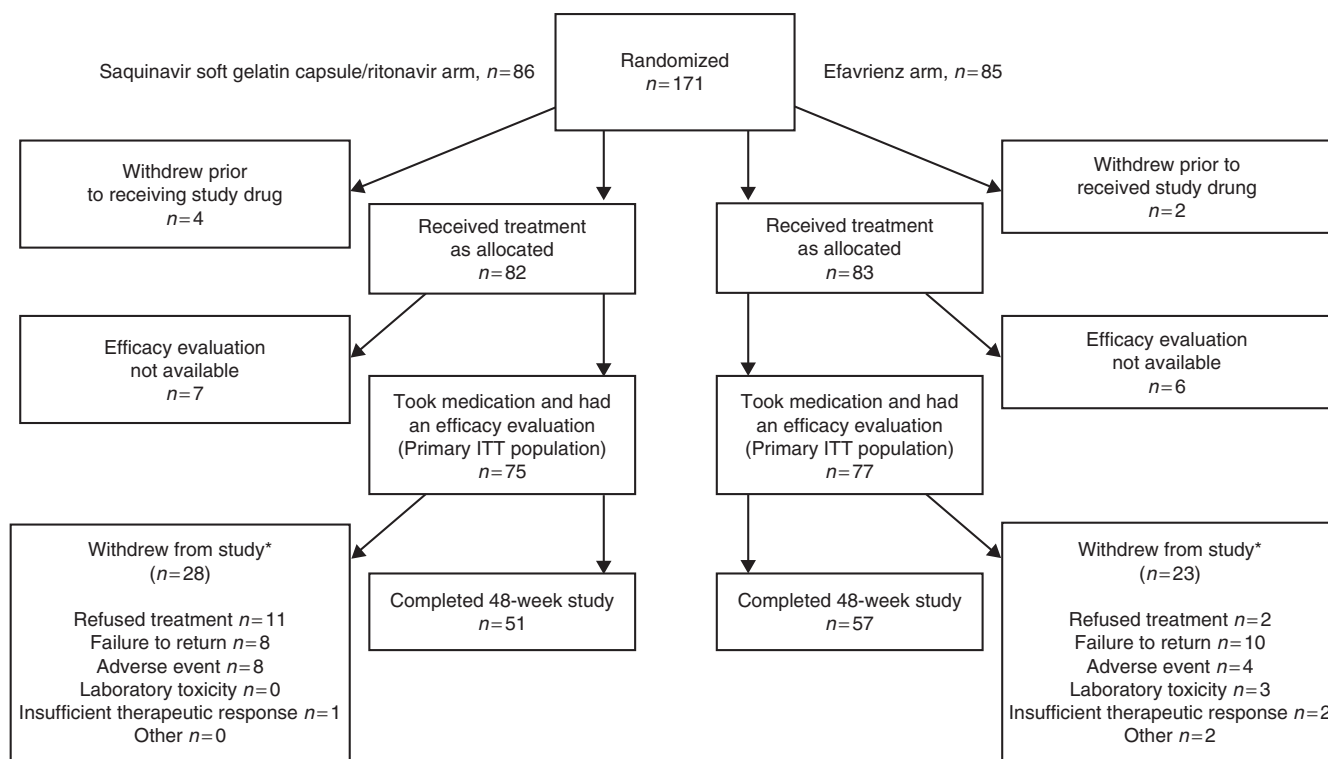 Saquinavir soft gelatin capsule/ritonavir arm, n=86
Randomized
n=171
Efavrienz arm, n=85
Withdrew prior
to receiving study drug
n=4
Withdrew prior to
received study drung
n=2
Received treatment
as allocated
n=82
Received treatment
as allocated
n=83
Efficacy evaluation
not available
n=7
Efficacy evaluation
not available
n=6
Took medication and had
an efficacy evaluation
(Primary ITT population)
n=75
Took medication and had
an efficacy evaluation
(Primary ITT population)
n=77
Withdrew from study*
(n=28)
Refused treatment n=11
Failure to return n=8
Adverse event n=8
Laboratory toxicity n=0
Insufficient therapeutic response n=1
Other n=0
Completed 48-week study
n=51
Completed 48-week study
n=57
Withdrew from study*
(n=23)
Refused treatment n=2
Failure to return n=10
Adverse event n=4
Laboratory toxicity n=3
Insufficient therapeutic response n=2
Other n=2